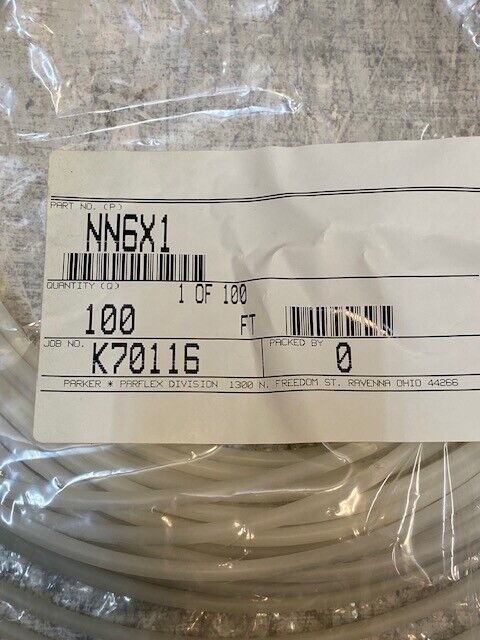 PART NO. (P)
NN6X1
QUANTITY (Q)
1 OF 100
100 FT
JOB NO.
K70116
PACKED BY
0
PARKER * PARFLEX DIVISION 1300 N. FREEDOM ST. RAVENNA OHIO 44266